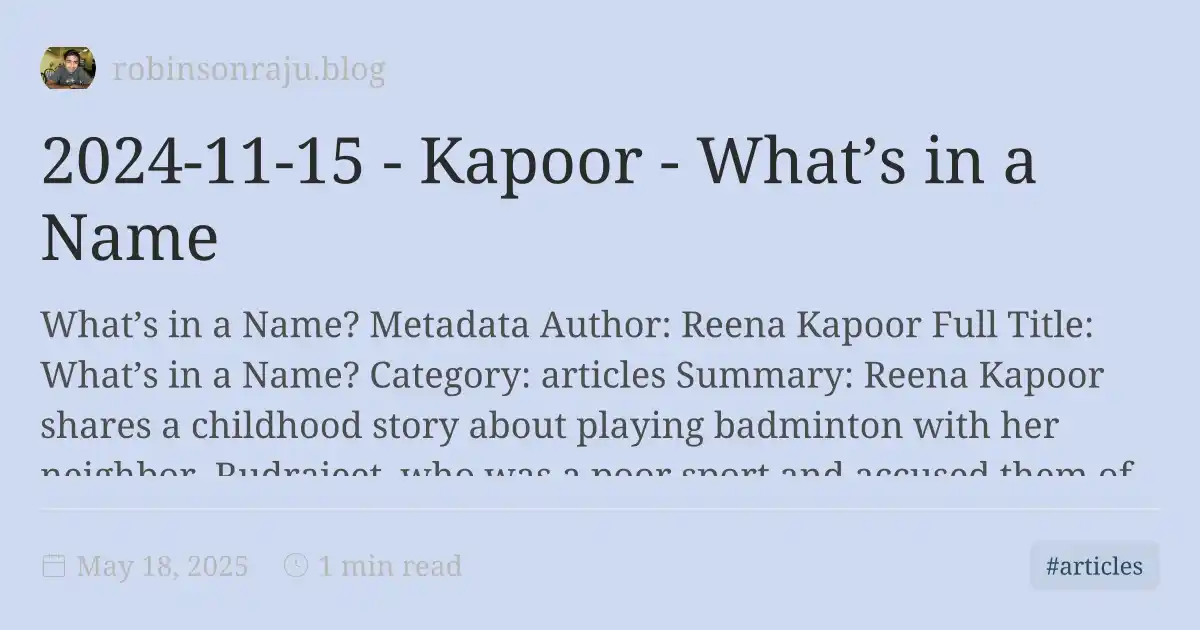 robinsonraju.blog
2024-11-15 - Kapoor - What’s in a
Name
What’s in a Name? Metadata Author: Reena Kapoor Full Title:
What’s in a Name? Category: articles Summary: Reena Kapoor
shares a childhood story about playing badminton with her
neighbor, Rudrajeet, who was a poor sport and accused them of
May 18, 2025
1 min read
#articles